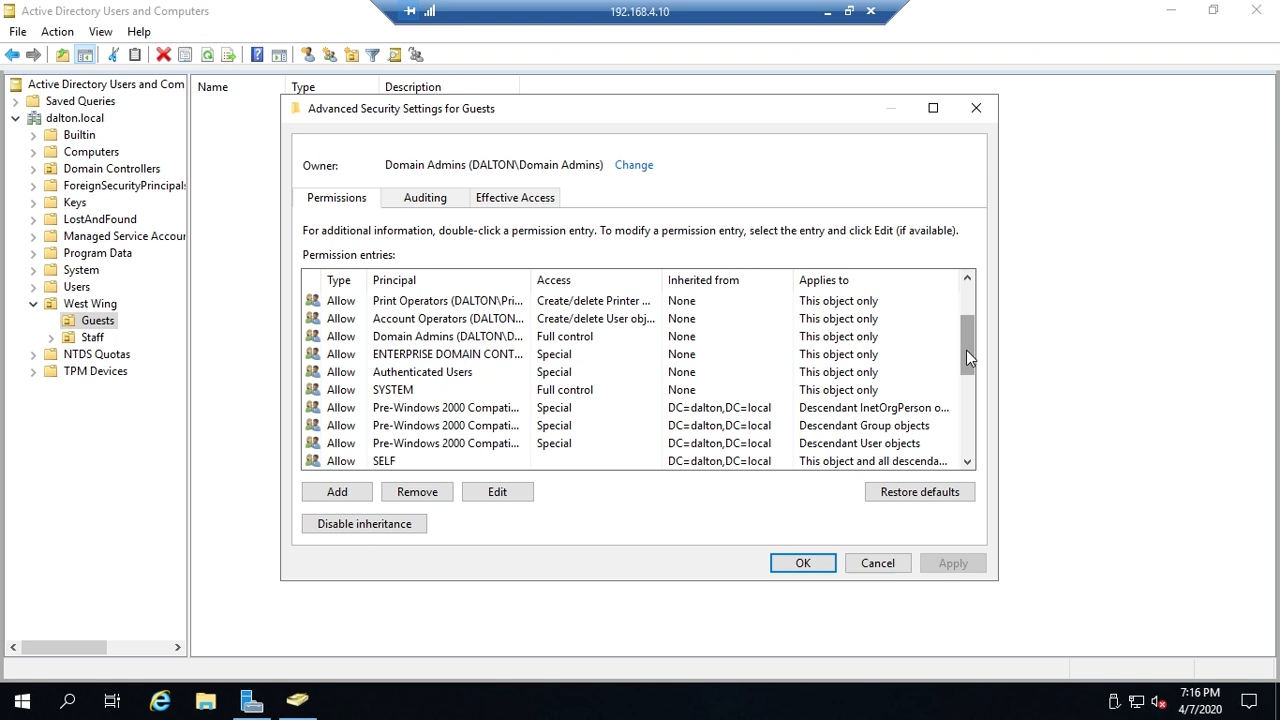 Active Directory Users and Computers
192.168.4.10
File Action View Help
Active Directory Users and Com
Saved Queries
dalton.local
Builtin
Computers
Domain Controllers
ForeignSecurityPrincipals
Keys
LostAndFound
Managed Service Accour
Program Data
System
Users
West Wing
Guests
Staff
NTDS Quotas
TPM Devices
Name Type Description
Advanced Security Settings for Guests
Owner: Domain Admins (DALTON\Domain Admins) Change
Permissions Auditing Effective Access
For additional information, double-click a permission entry. To modify a permission entry, select the entry and click Edit (if available).
Permission entries:
Type Principal Access Inherited from Applies to
Allow Print Operators (DALTON\Pri... Create/delete Printer ... None This object only
Allow Account Operators (DALTON... Create/delete User obj... None This object only
Allow Domain Admins (DALTON\D... Full control None This object only
Allow ENTERPRISE DOMAIN CONT... Special None This object only
Allow Authenticated Users Special None This object only
Allow SYSTEM Full control None This object only
Allow Pre-Windows 2000 Compati... Special DC=dalton,DC=local Descendant InetOrgPerson o...
Allow Pre-Windows 2000 Compati... Special DC=dalton,DC=local Descendant Group objects
Allow Pre-Windows 2000 Compati... Special DC=dalton,DC=local Descendant User objects
Allow SELF DC=dalton,DC=local This object and all descenda...
Add Remove Edit Restore defaults
Disable inheritance
OK Cancel Apply
7:16 PM
4/7/2020